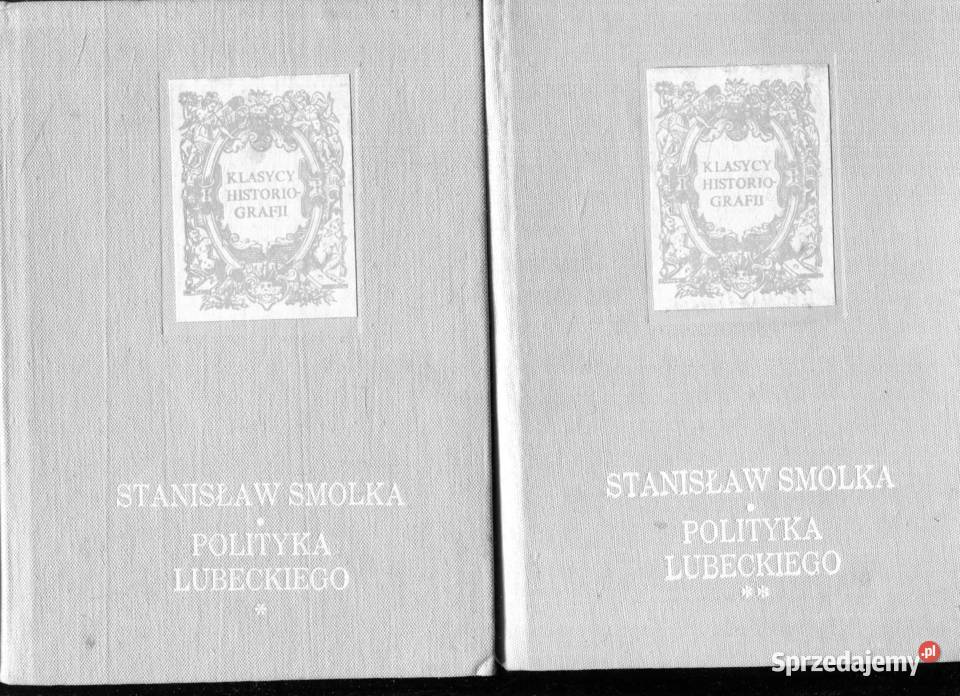 KLASYCY
HISTORIO-
GRAFII
STANISŁAW SMOLKA
•
POLITYKA
LUBECKIEGO
*
KLASYCY
HISTORIO-
GRAFII
STANISŁAW SMOLKA
•
POLITYKA
LUBECKIEGO
**
Sprzedajemy.pl